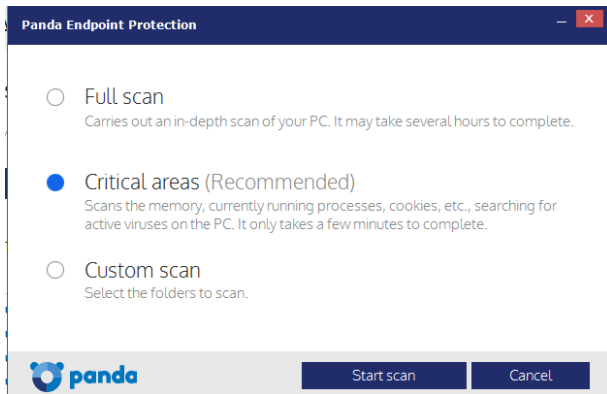 Panda Endpoint Protection
Full scan
Carries out an in-depth scan of your PC. It may take several hours to complete.
Critical areas (Recommended)
Scans the memory, currently running processes, cookies, etc., searching for
active viruses on the PC. It only takes a few minutes to complete.
Custom scan
Select the folders to scan.
panda
Start scan
Cancel